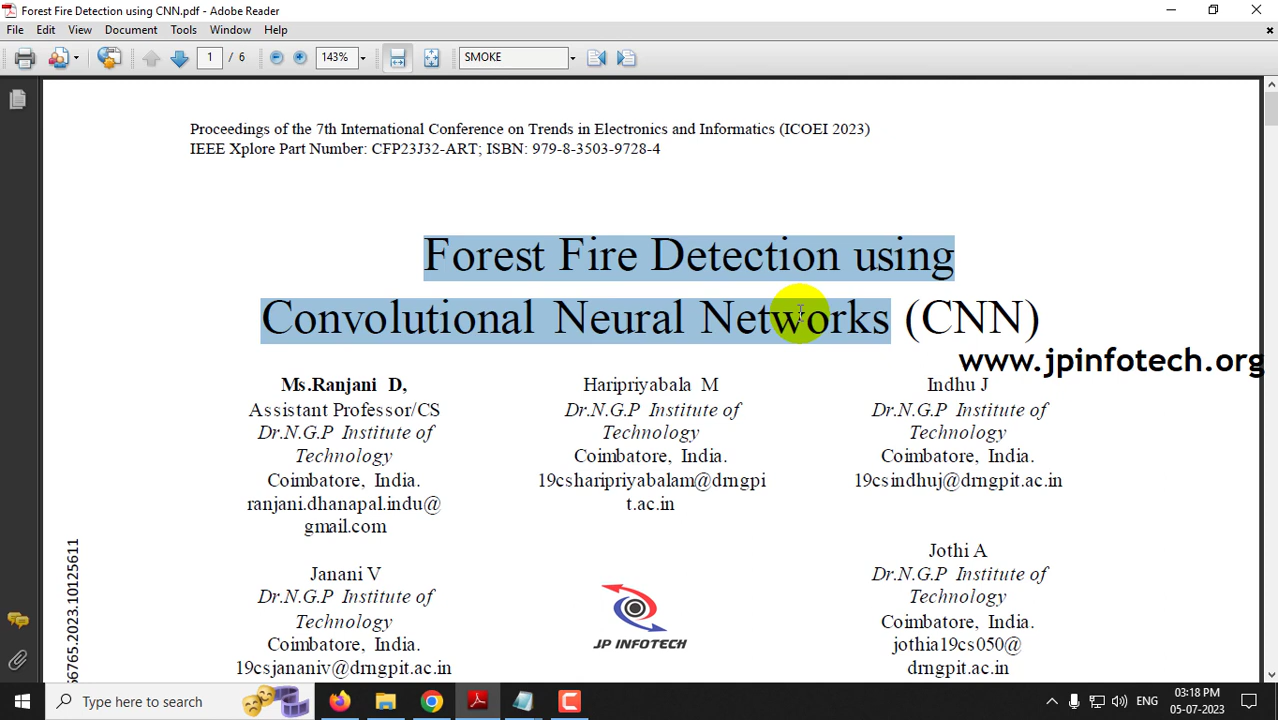 Forest Fire Detection using CNN.pdf - Adobe Reader
File Edit View Document Tools Window Help
1 / 6 143% SMOKE
Proceedings of the 7th International Conference on Trends in Electronics and Informatics (ICOEI 2023)
IEEE Xplore Part Number: CFP23J32-ART; ISBN: 979-8-3503-9728-4
Forest Fire Detection using
Convolutional Neural Networks (CNN)
www.jpinfotech.org
Ms.Ranjani D,
Assistant Professor/CS
Dr.N.G.P Institute of
Technology
Coimbatore, India.
ranjani.dhanapal.indu@
gmail.com
Haripriyabala M
Dr.N.G.P Institute of
Technology
Coimbatore, India.
19csharipriyabalam@drngpi
t.ac.in
Indhu J
Dr.N.G.P Institute of
Technology
Coimbatore, India.
19csindhuj@drngpit.ac.in
Janani V
Dr.N.G.P Institute of
Technology
Coimbatore, India.
19csjananiv@drngpit.ac.in
JP INFOTECH
Jothi A
Dr.N.G.P Institute of
Technology
Coimbatore, India.
jothia19cs050@
drngpit.ac.in
56765.2023.10125611
Type here to search
ENG
03:18 PM
05-07-2023